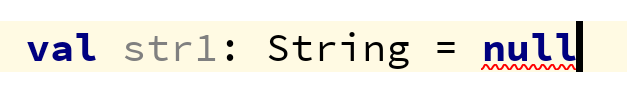 val str1: String = null